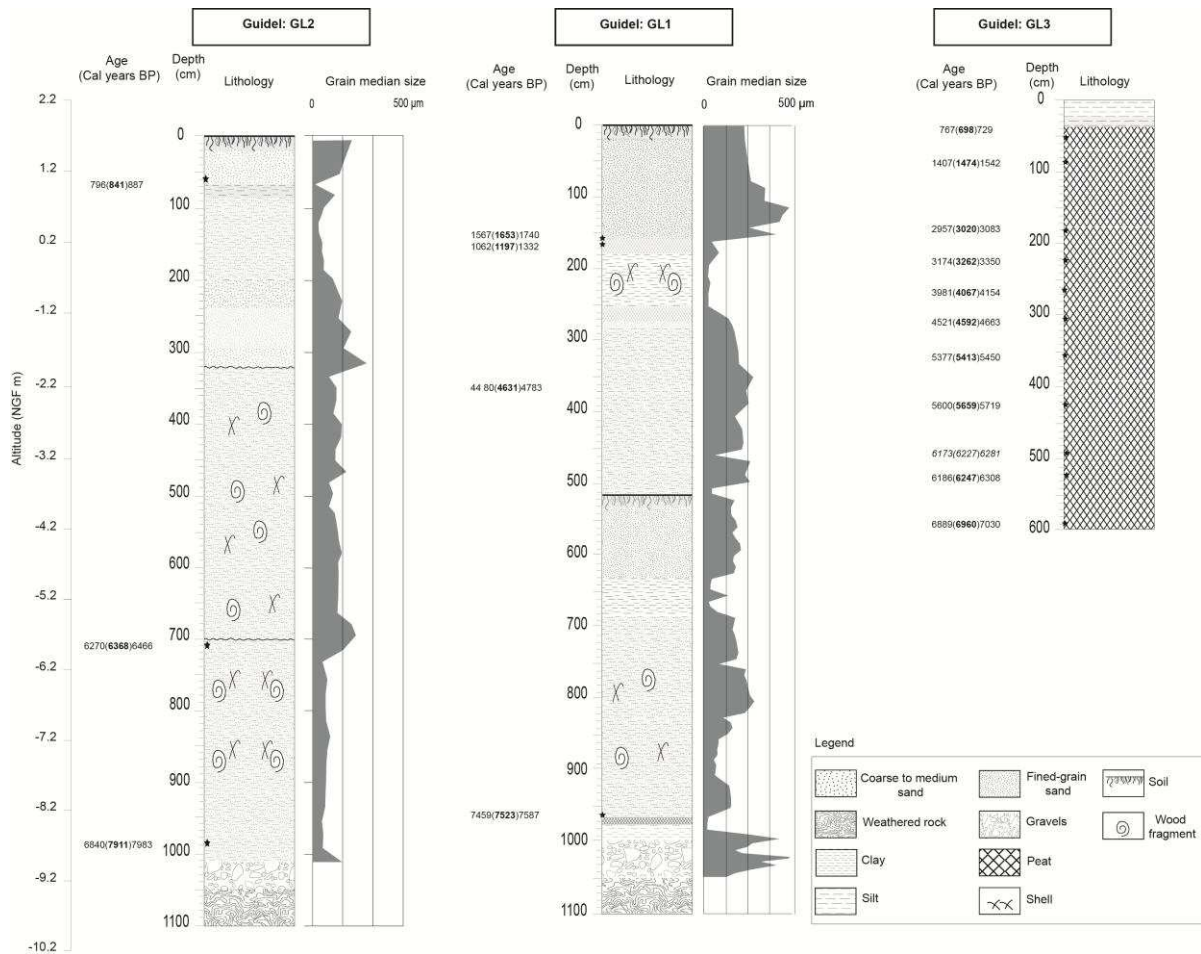 Guidel: GL2
Guidel: GL1
Guidel: GL3
Age
(Cal years BP)
Depth
(cm)
Lithology
Grain median size
0
500 µm
Age
(Cal years BP)
Depth
(cm)
Lithology
Grain median size
0
500 µm
Age
(Cal years BP)
Depth
(cm)
Lithology
Altitude (NGF m)
2.2
1.2
0.2
-1.2
-2.2
-3.2
-4.2
-5.2
-6.2
-7.2
-8.2
-9.2
-10.2
796(841)887
6270(6368)6466
6840(7911)7983
0
100
200
300
400
500
600
700
800
900
1000
1100
1567(1653)1740
1062(1197)1332
44 80(4631)4783
7459(7523)7587
0
100
200
300
400
500
600
700
800
900
1000
1100
767(698)729
1407(1474)1542
2957(3020)3083
3174(3262)3350
3981(4067)4154
4521(4592)4663
5377(5413)5450
5600(5659)5719
6173(6227)6281
6186(6247)6308
6889(6960)7030
0
100
200
300
400
500
600
Legend
Coarse to medium
sand
Fined-grain
sand
Soil
Weathered rock
Gravels
Wood
fragment
Clay
Peat
Silt
Shell